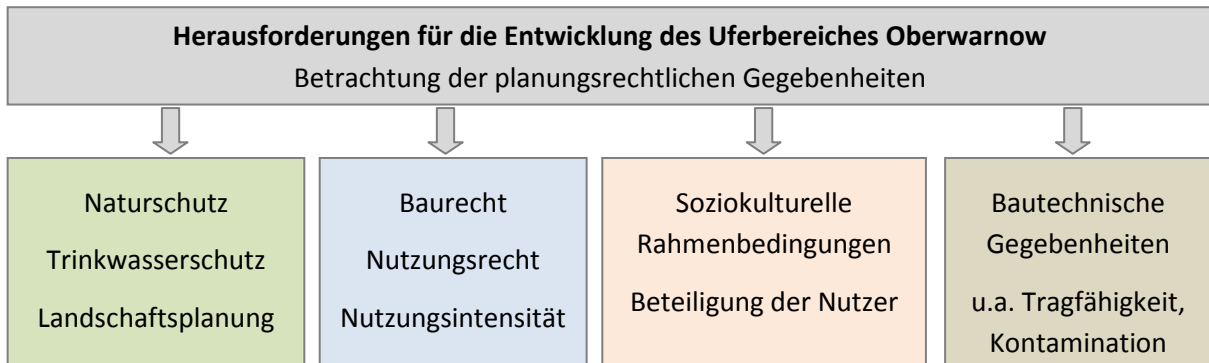 Herausforderungen für die Entwicklung des Uferbereiches Oberwarnow
Betrachtung der planungsrechtlichen Gegebenheiten
Naturschutz
Trinkwasserschutz
Landschaftsplanung
Baurecht
Nutzungsrecht
Nutzungsintensität
Soziokulturelle
Rahmenbedingungen
Beteiligung der Nutzer
Bautechnische
Gegebenheiten
u.a. Tragfähigkeit,
Kontamination